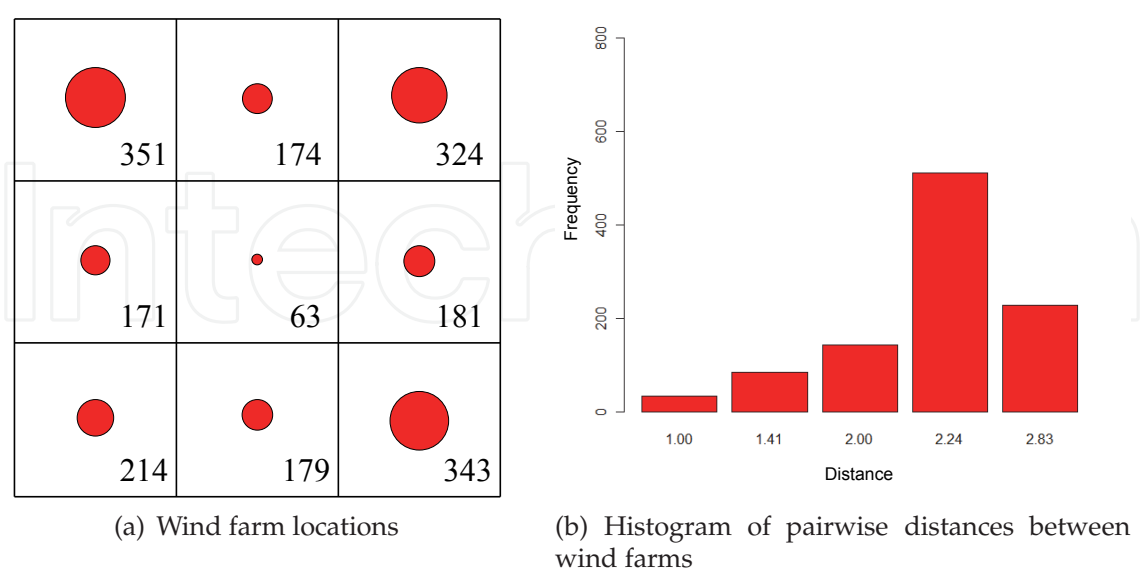 351 174 324
171 63 181
214 179 343
(a) Wind farm locations
800
600
400
200
0
Frequency
1.00 1.41 2.00 2.24 2.83
Distance
(b) Histogram of pairwise distances between
wind farms